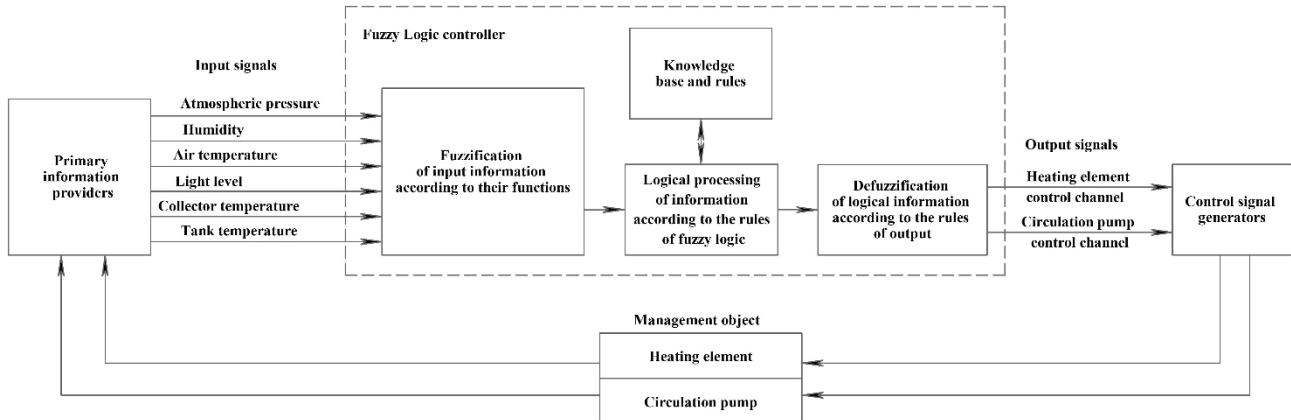 Fuzzy Logic controller
Input signals
Primary
information
providers
Atmospheric pressure
Humidity
Air temperature
Light level
Collector temperature
Tank temperature
Fuzzification
of input information
according to their functions
Knowledge
base and rules
Logical processing
of information
according to the rules
of fuzzy logic
Defuzzification
of logical information
according to the rules
of output
Output signals
Heating element
control channel
Circulation pump
control channel
Control signal
generators
Management object
Heating element
Circulation pump